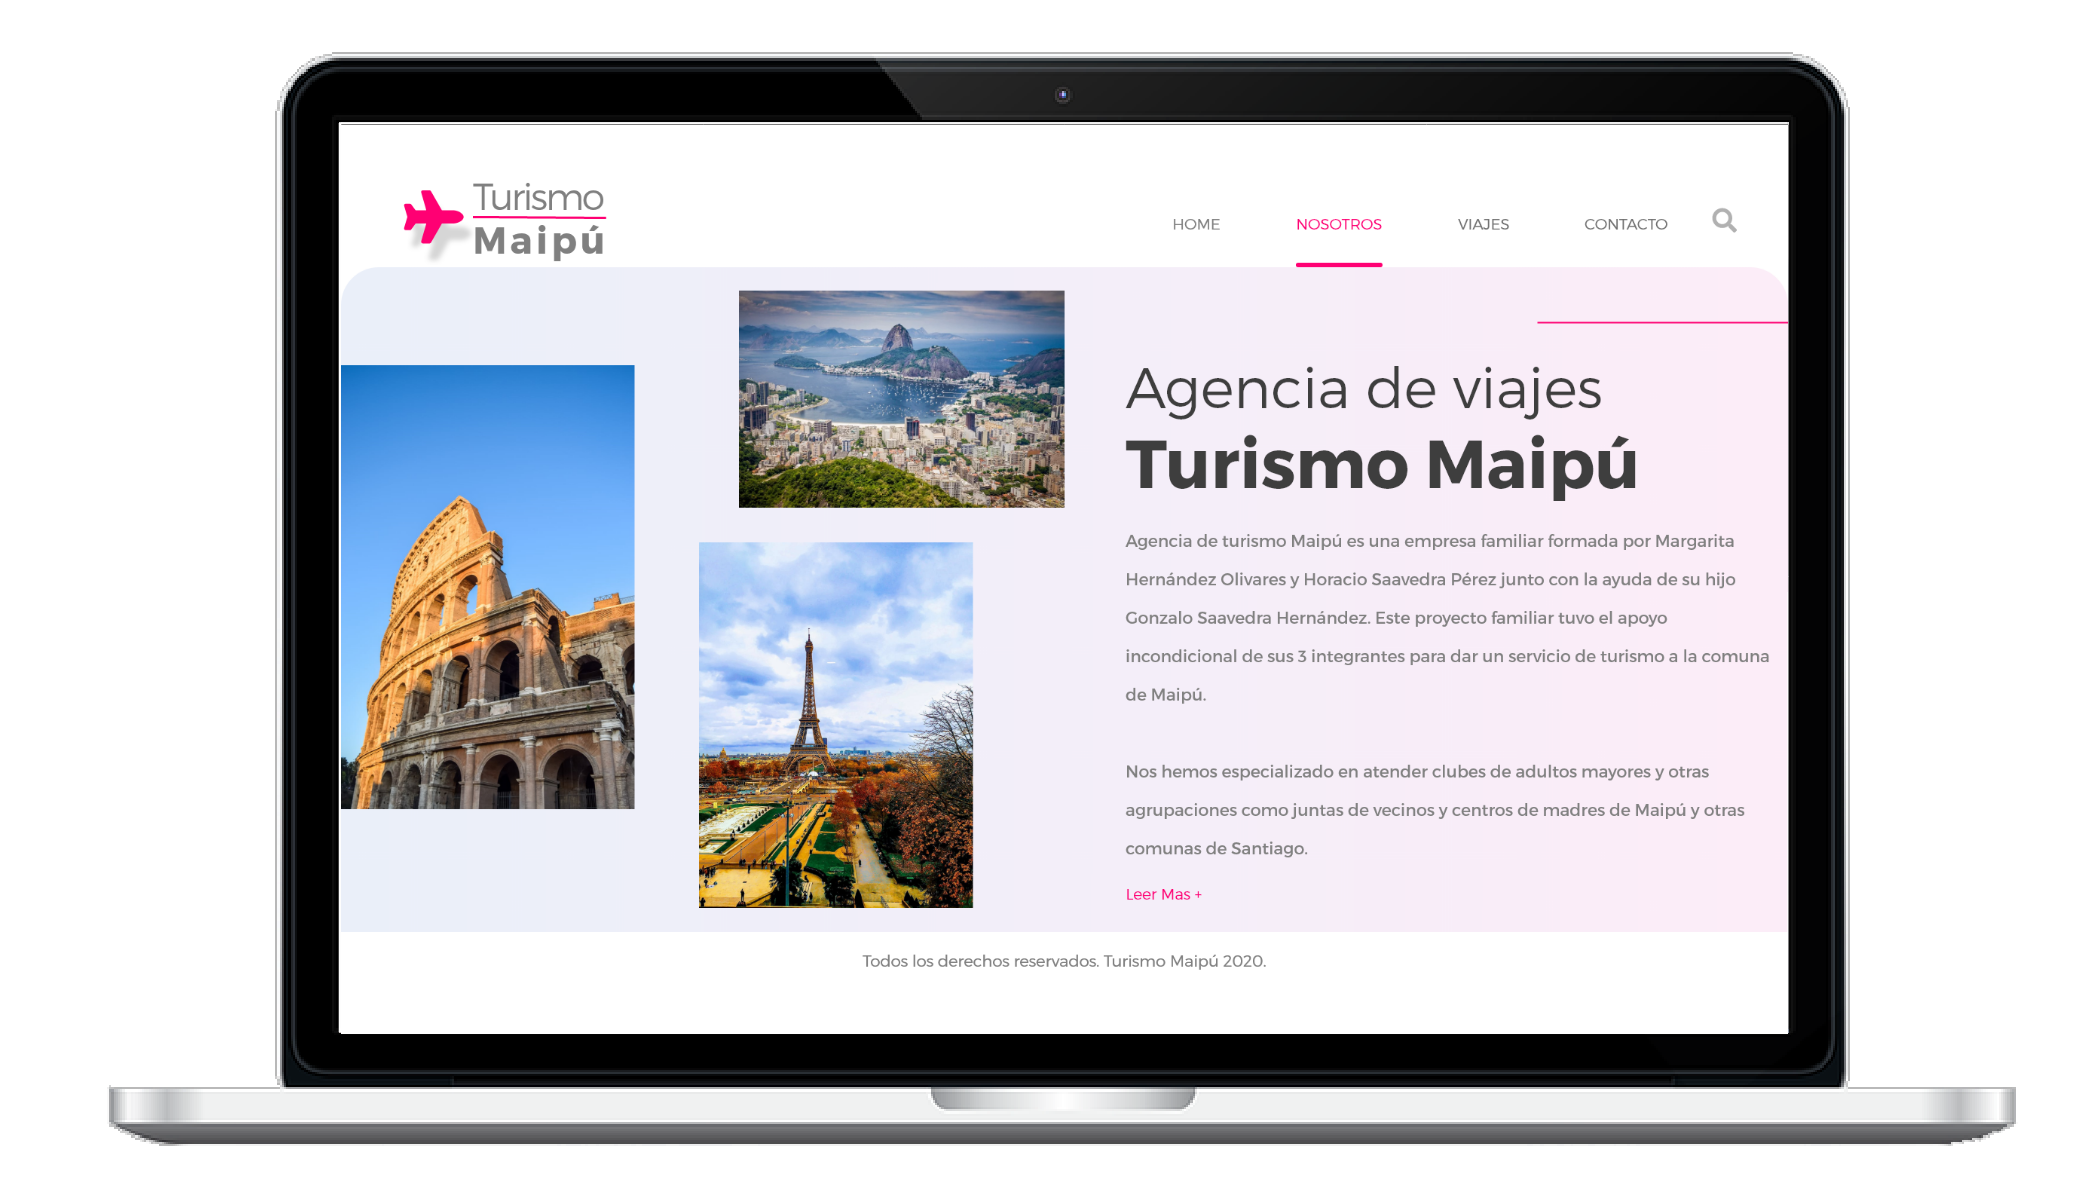 Turismo
Maipú
HOME NOSOTROS VIAJES CONTACTO
Agencia de viajes
Turismo Maipú
Agencia de turismo Maipú es una empresa familiar formada por Margarita
Hernández Olivares y Horacio Saavedra Pérez junto con la ayuda de su hijo
Gonzalo Saavedra Hernández. Este proyecto familiar tuvo el apoyo
incondicional de sus 3 integrantes para dar un servicio de turismo a la comuna
de Maipú.
Nos hemos especializado en atender clubes de adultos mayores y otras
agrupaciones como juntas de vecinos y centros de madres de Maipú y otras
comunas de Santiago.
Leer Mas +
Todos los derechos reservados. Turismo Maipú 2020.